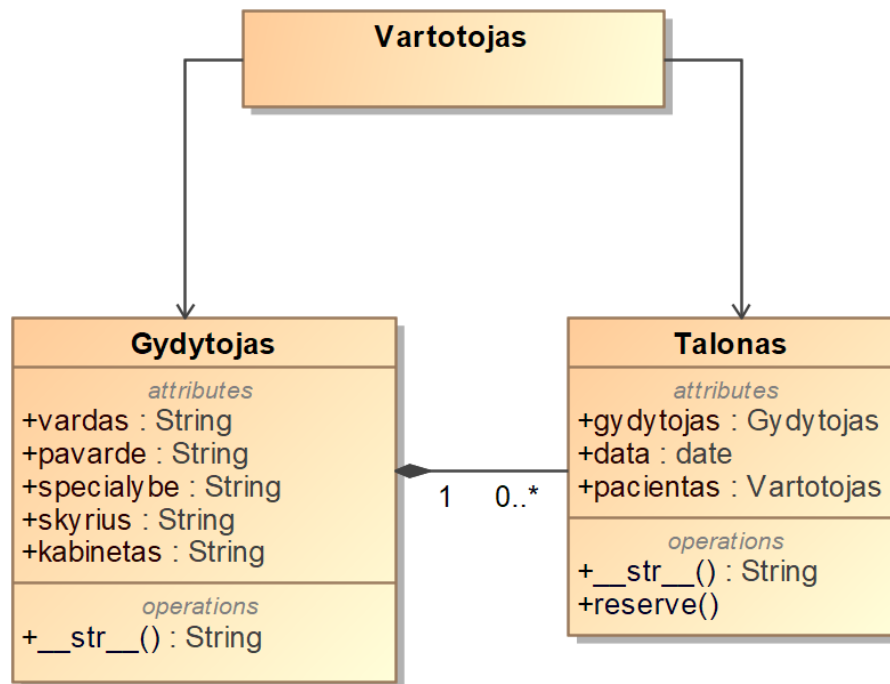 Vartotojas
Gydytojas
attributes
+vardas : String
+pavarde : String
+specialybe : String
+skyrius : String
+kabinetas : String
operations
+__str__() : String
1
0..*
Talonas
attributes
+gydytojas : Gydytojas
+data : date
+pacientas : Vartotojas
operations
+__str__() : String
+reserve()